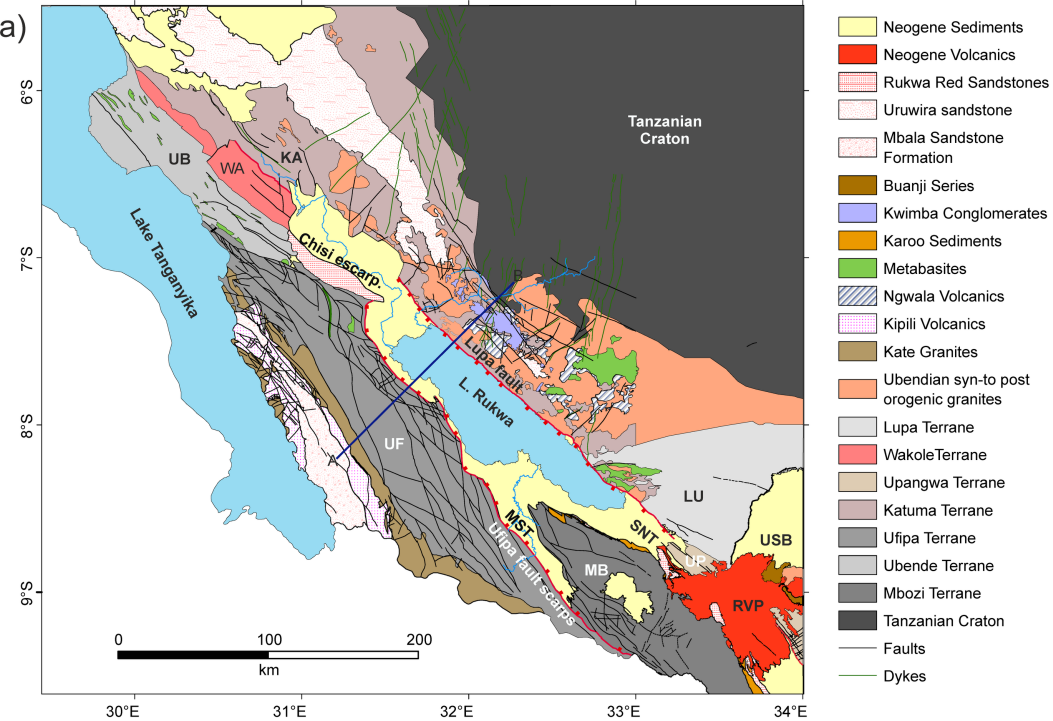 a)
6°S
7°S
8°S
9°S
30°E
31°E
32°E
33°E
34°E
Tanzanian
Craton
UB
WA
KA
Lake Tanganyika
Chisi escarp.
B
Lupa fault
L. Rukwa
UF
A
LU
MST
SNT
Ufipa fault scarps
MB
UP
USB
RVP
0
100
200
km
Neogene Sediments
Neogene Volcanics
Rukwa Red Sandstones
Uruwira sandstone
Mbala Sandstone
Formation
Buanji Series
Kwimba Conglomerates
Karoo Sediments
Metabasites
Ngwala Volcanics
Kipili Volcanics
Kate Granites
Ubendian syn-to post
orogenic granites
Lupa Terrane
WakoleTerrane
Upangwa Terrane
Katuma Terrane
Ufipa Terrane
Ubende Terrane
Mbozi Terrane
Tanzanian Craton
Faults
Dykes